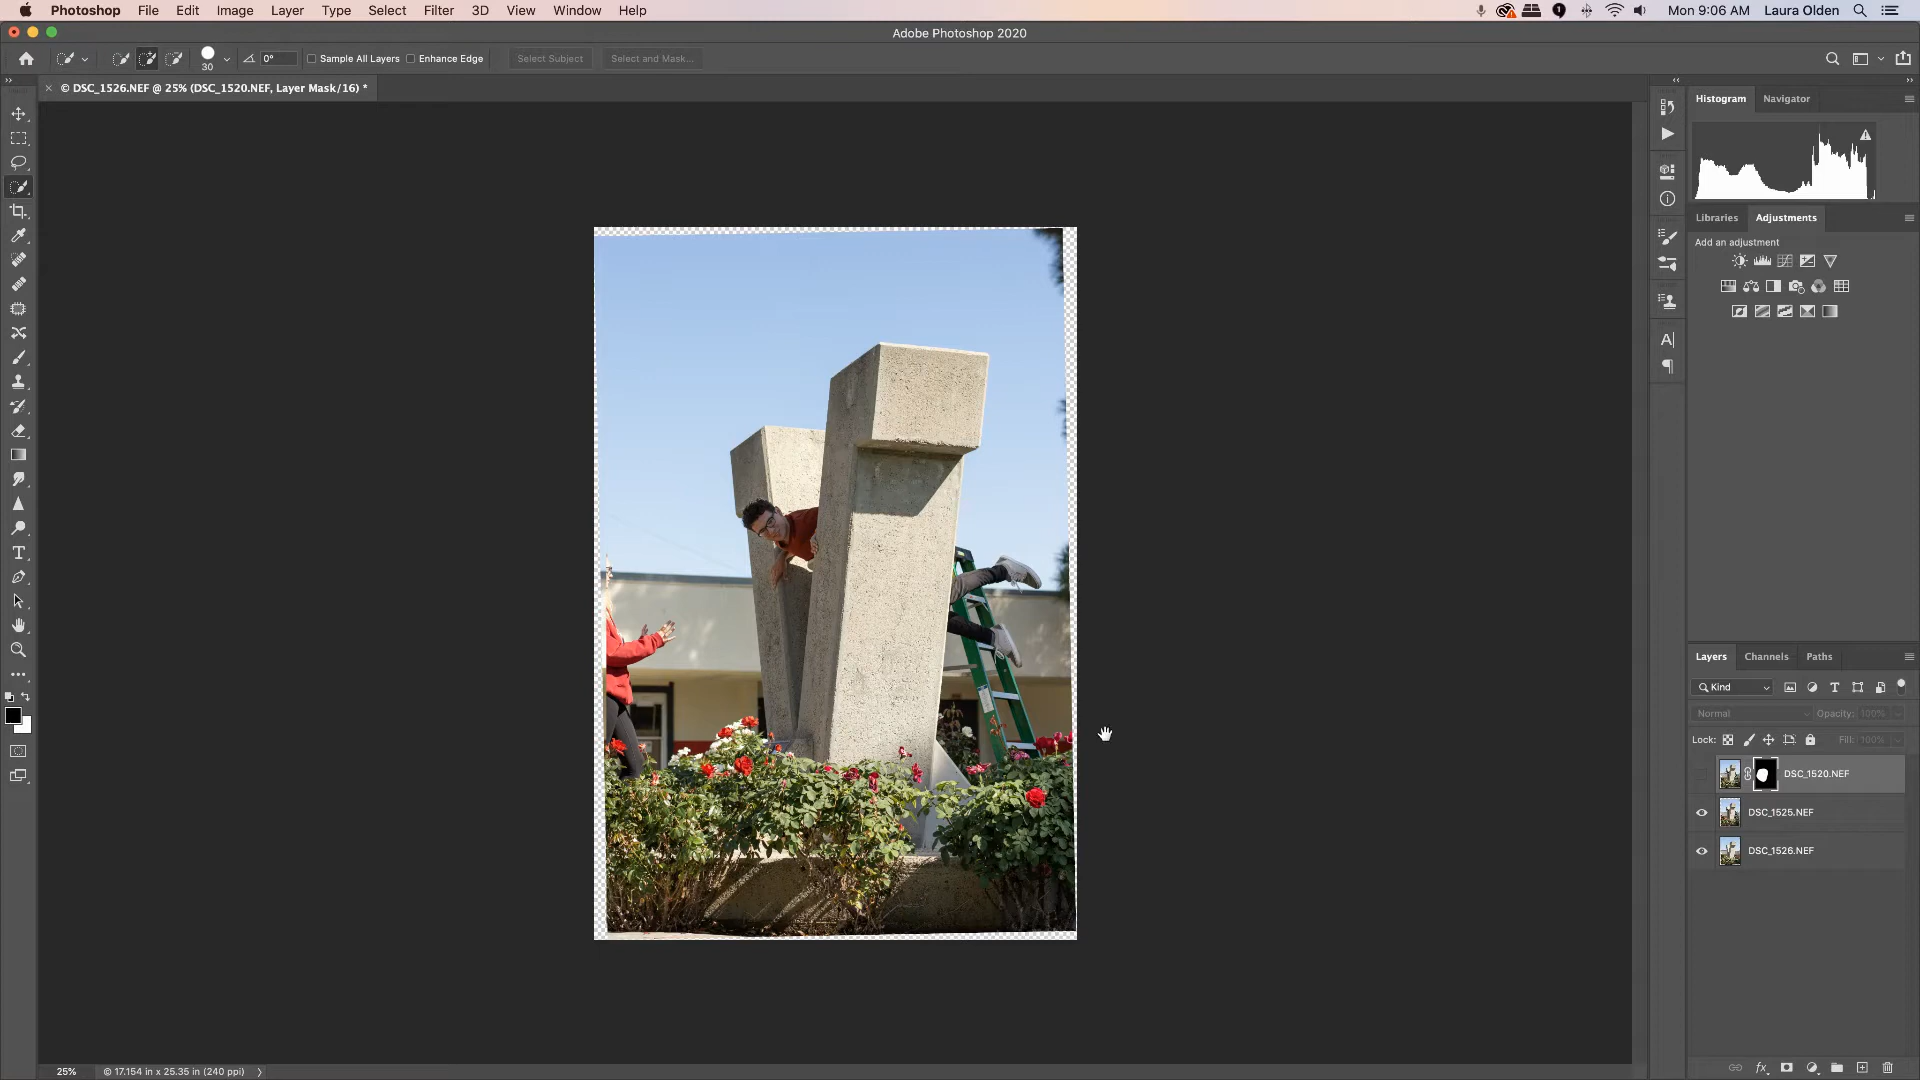 Photoshop File Edit Image Layer Type Select Filter 3D View Window Help Mon 9:06 AM Laura Olden
Adobe Photoshop 2020
30 0° Sample All Layers Enhance Edge Select Subject Select and Mask...
× © DSC_1526.NEF @ 25% (DSC_1520.NEF, Layer Mask/16) *
Histogram Navigator
Libraries Adjustments
Add an adjustment
Layers Channels Paths
Kind
Normal Opacity: 100%
Lock: Fill: 100%
DSC_1520.NEF
DSC_1525.NEF
DSC_1526.NEF
25% © 17.154 in x 25.35 in (240 ppi)